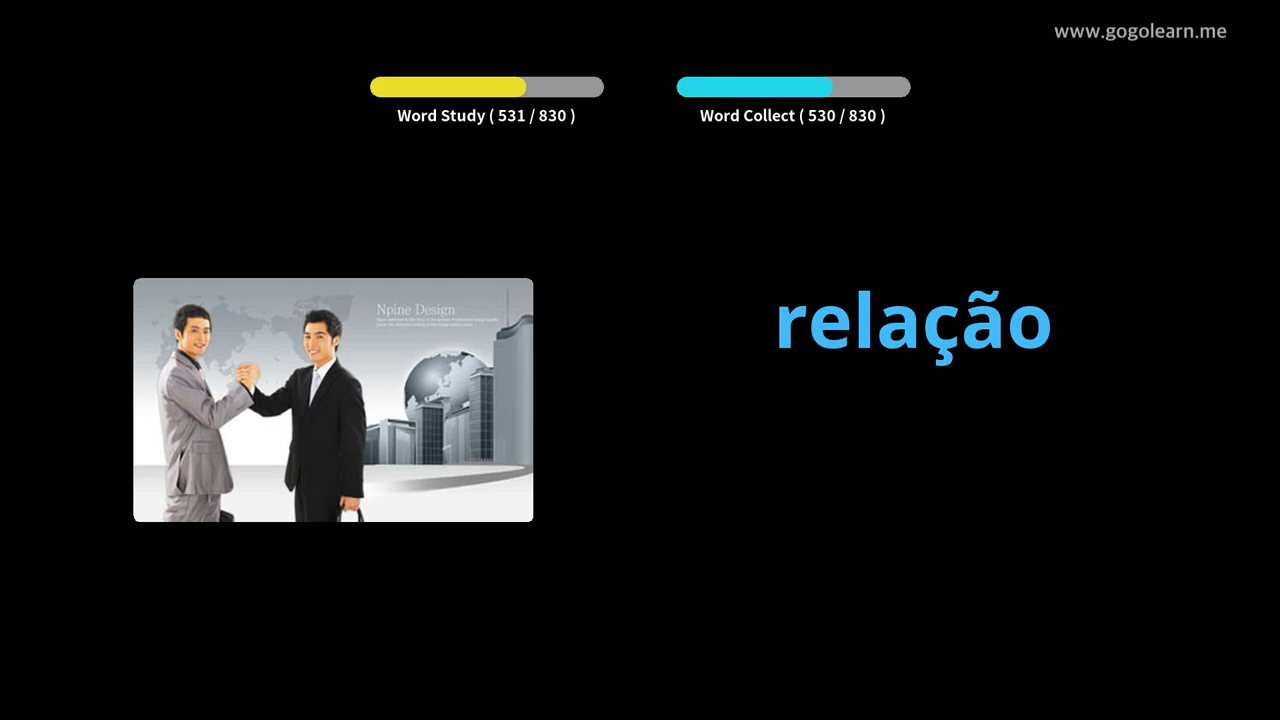 www.gogolearn.me
Word Study ( 531 / 830 )
Word Collect ( 530 / 830 )
Npine Design
relação